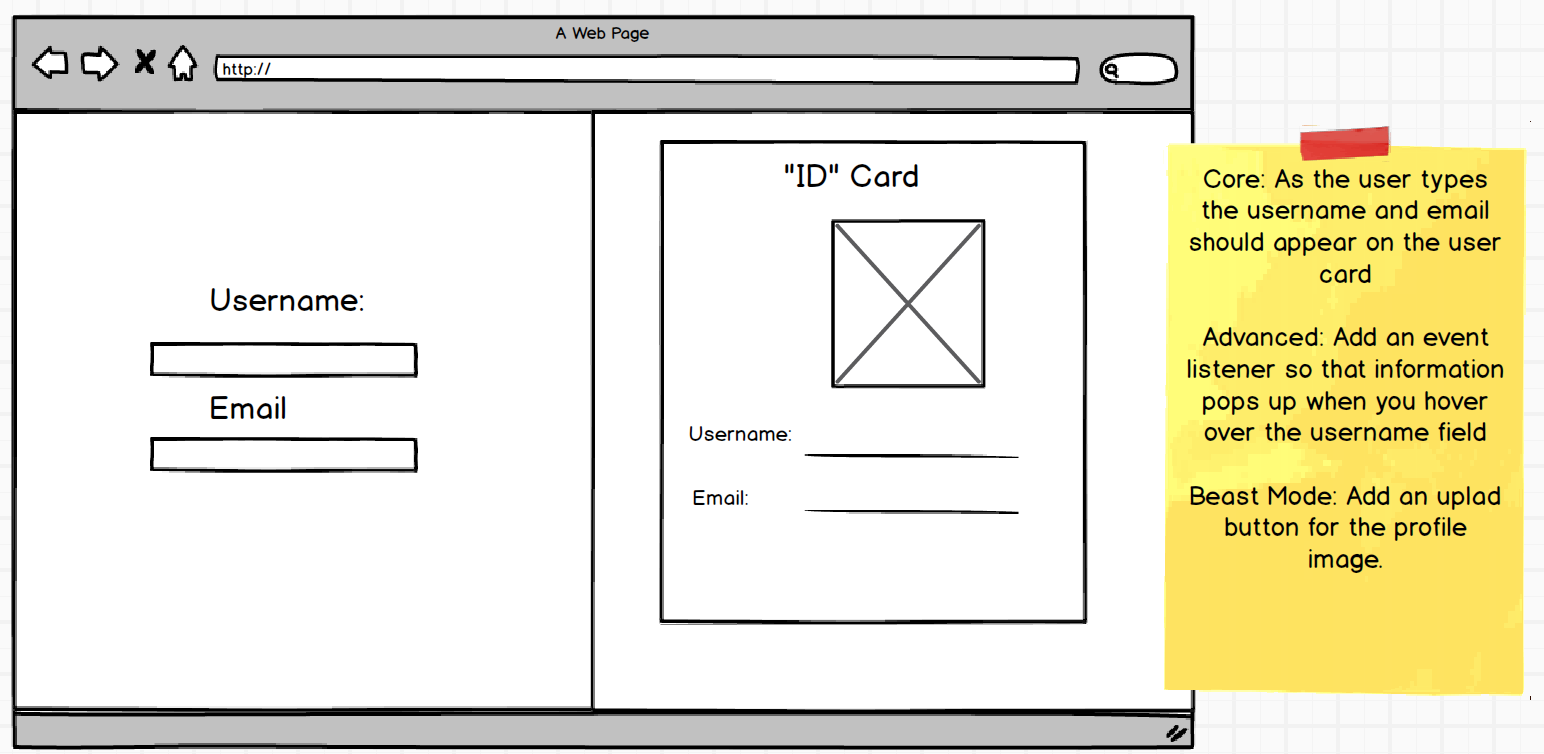 A Web Page
http://
Username:
Email
"ID" Card
Username:
Email:
Core: As the user types
the username and email
should appear on the user
card
Advanced: Add an event
listener so that information
pops up when you hover
over the username field
Beast Mode: Add an uplad
button for the profile
image.